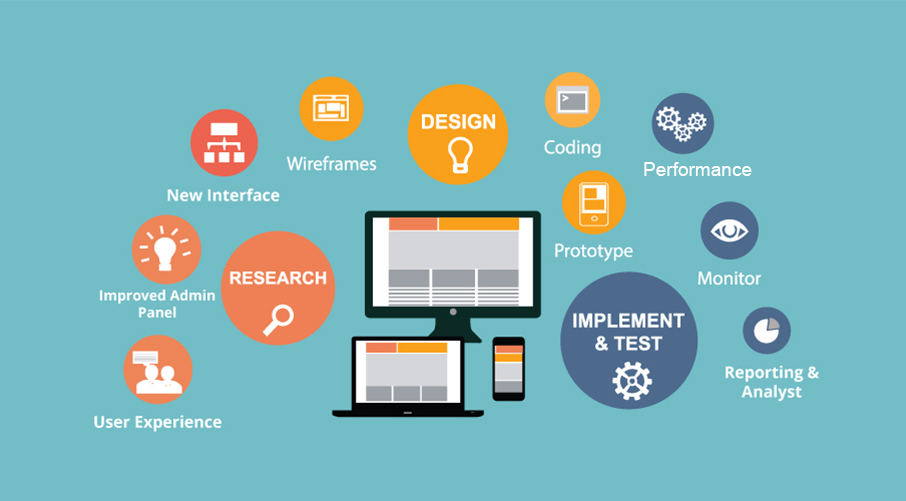 DESIGN
Coding
Wireframes
Performance
New Interface
Prototype
RESEARCH
Monitor
Improved Admin
Panel
IMPLEMENT
& TEST
Reporting &
Analyst
User Experience
>_